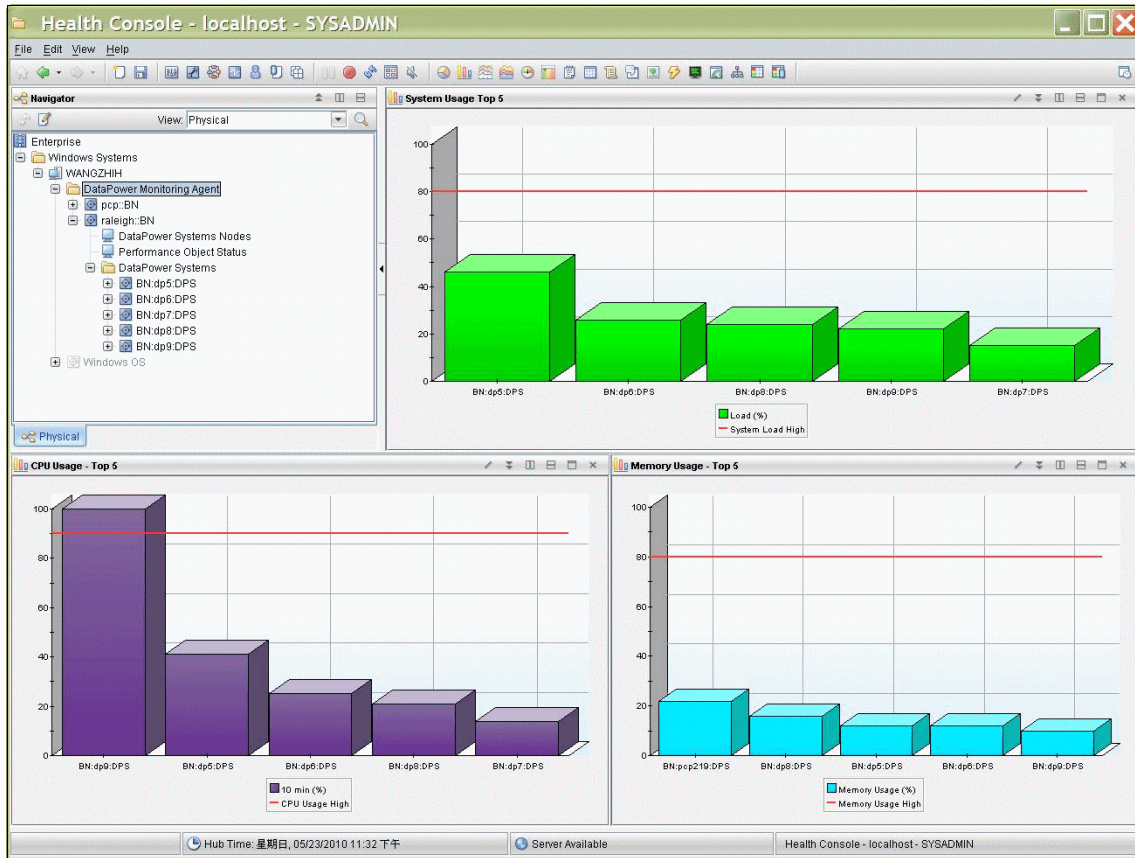 Health Console - localhost - SYSADMIN
File Edit View Help
Navigator
View: Physical
Enterprise
Windows Systems
WANGZHIH
DataPower Monitoring Agent
pcp::BN
raleigh::BN
DataPower Systems Nodes
Performance Object Status
DataPower Systems
BN:dp5:DPS
BN:dp6:DPS
BN:dp7:DPS
BN:dp8:DPS
BN:dp9:DPS
Windows OS
Physical
System Usage Top 5
100
80
60
40
20
0
BN:dp5:DPS BN:dp6:DPS BN:dp8:DPS BN:dp9:DPS BN:dp7:DPS
Load (%)
System Load High
CPU Usage - Top 5
100
80
60
40
20
0
BN:dp9:DPS BN:dp5:DPS BN:dp6:DPS BN:dp8:DPS BN:dp7:DPS
10 min (%)
CPU Usage High
Memory Usage - Top 5
100
80
60
40
20
0
BN:pcp219:DPS BN:dp8:DPS BN:dp5:DPS BN:dp6:DPS BN:dp9:DPS
Memory Usage (%)
Memory Usage High
Hub Time: 星期日, 05/23/2010 11:32 下午 Server Available Health Console - localhost - SYSADMIN